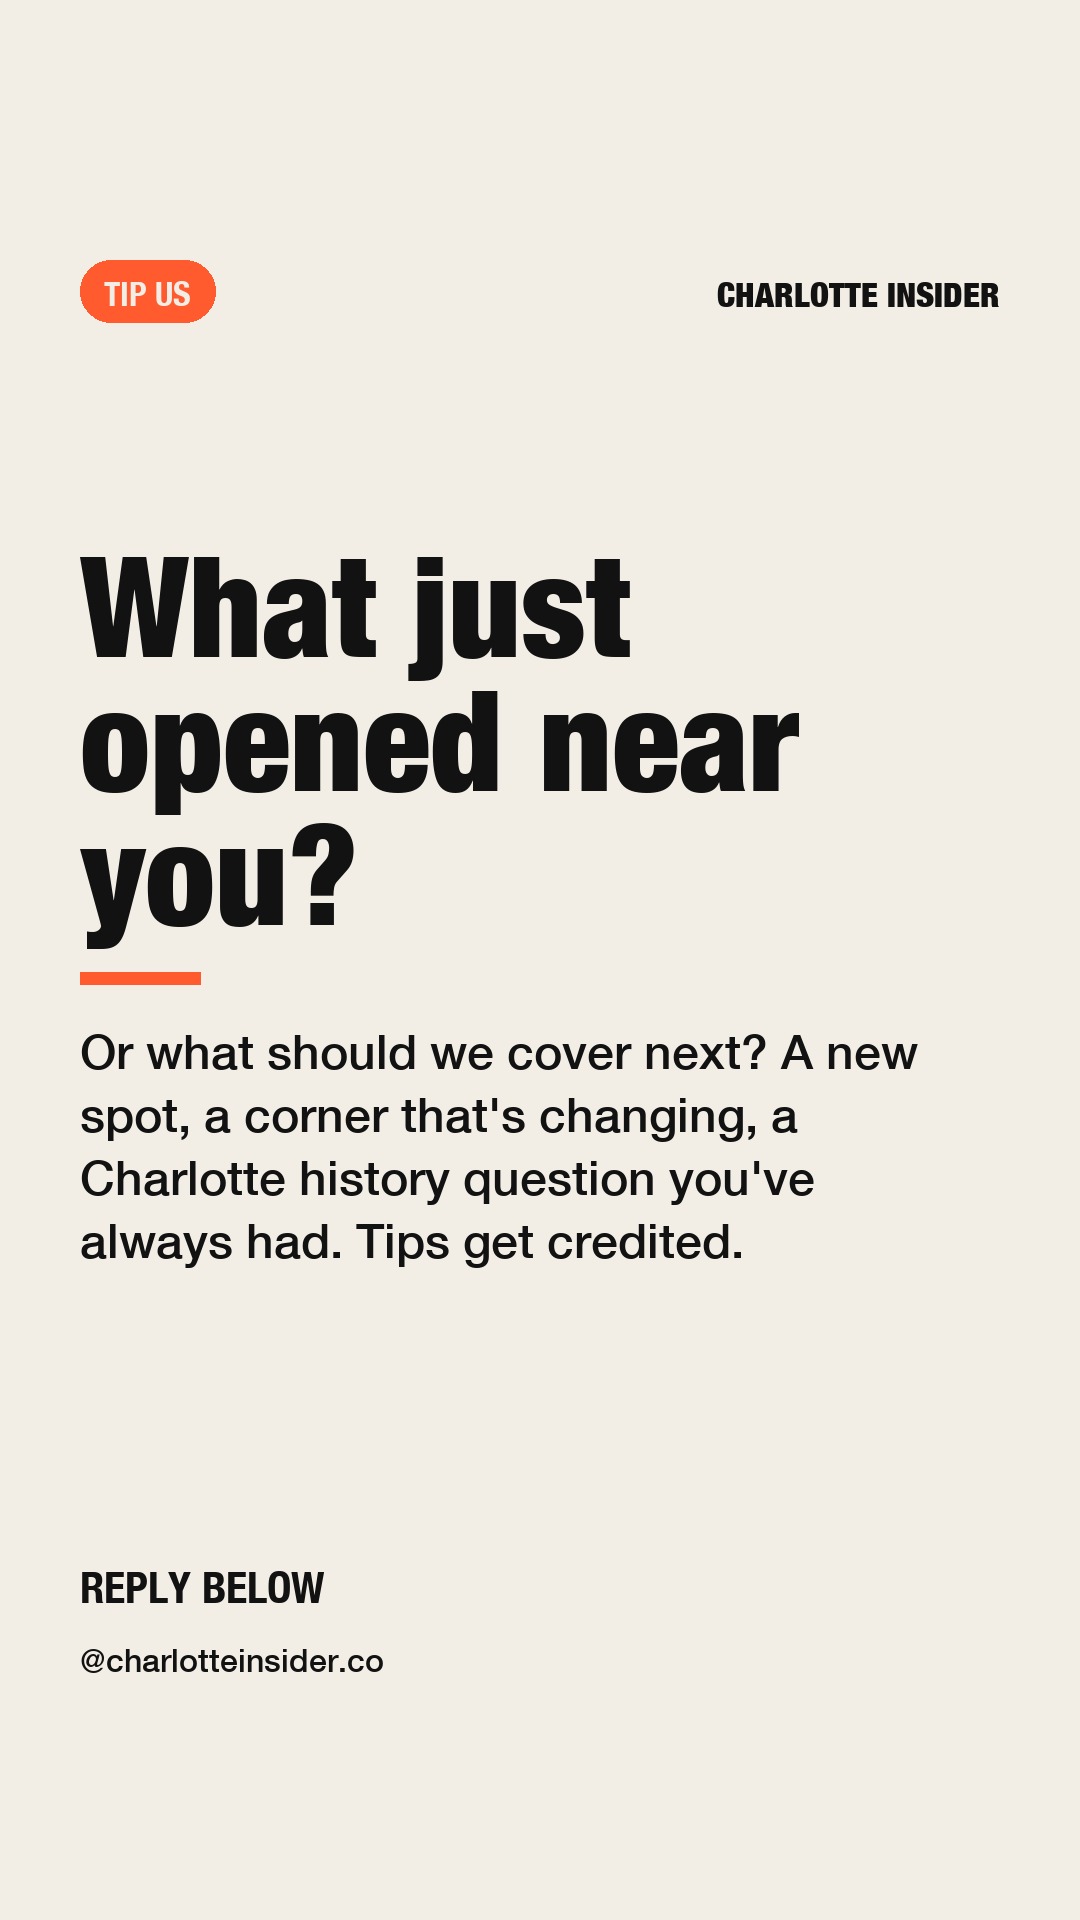 TIP US
CHARLOTTE INSIDER
What just
opened near
you?
Or what should we cover next? A new
spot, a corner that's changing, a
Charlotte history question you've
always had. Tips get credited.
REPLY BELOW
@charlotteinsider.co